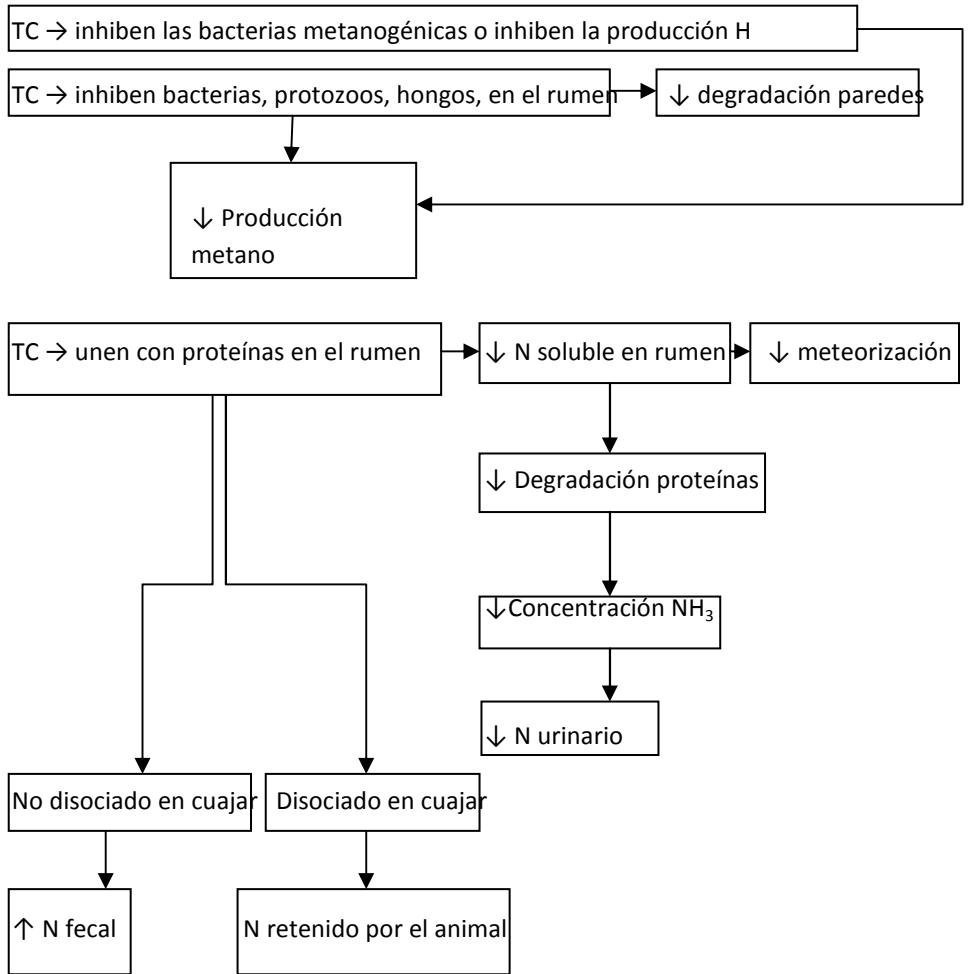 TC → inhiben las bacterias metanogénicas o inhiben la producción H
TC → inhiben bacterias, protozoos, hongos, en el rumen
↓ degradación paredes
↓ Producción
metano
TC → unen con proteínas en el rumen
↓ N soluble en rumen
↓ meteorización
↓ Degradación proteínas
↓Concentración NH₃
↓ N urinario
No disociado en cuajar
Disociado en cuajar
↑ N fecal
N retenido por el animal